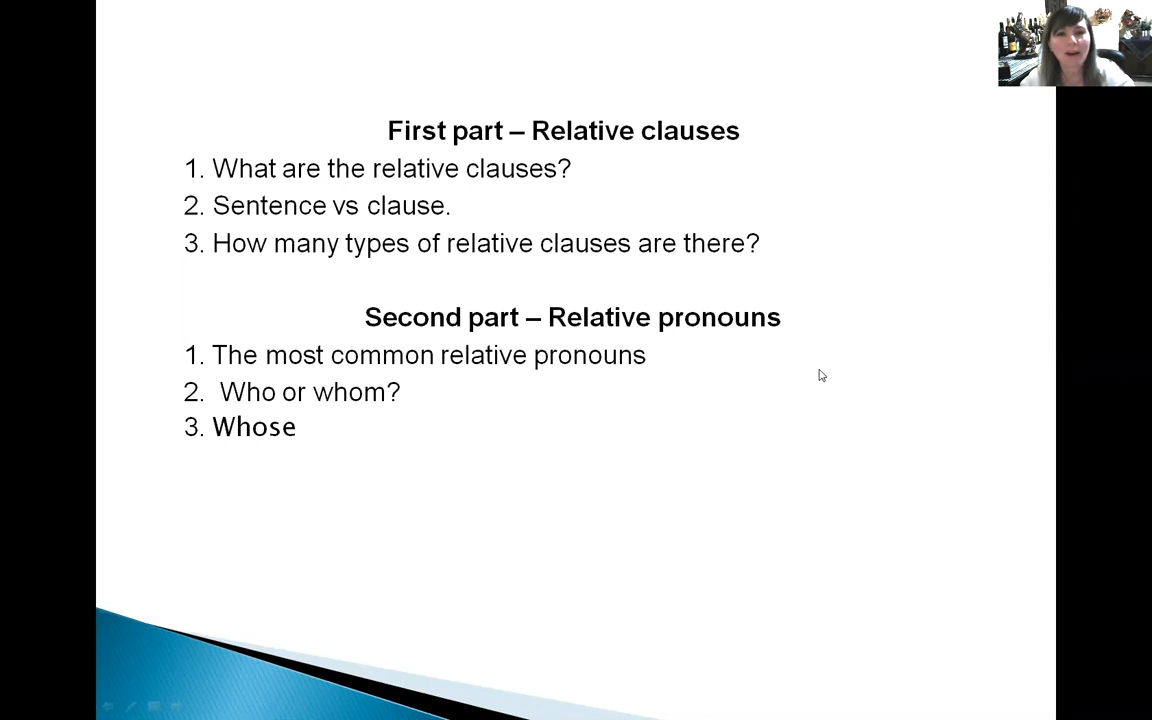 First part – Relative clauses
1. What are the relative clauses?
2. Sentence vs clause.
3. How many types of relative clauses are there?
Second part – Relative pronouns
1. The most common relative pronouns
2. Who or whom?
3. Whose